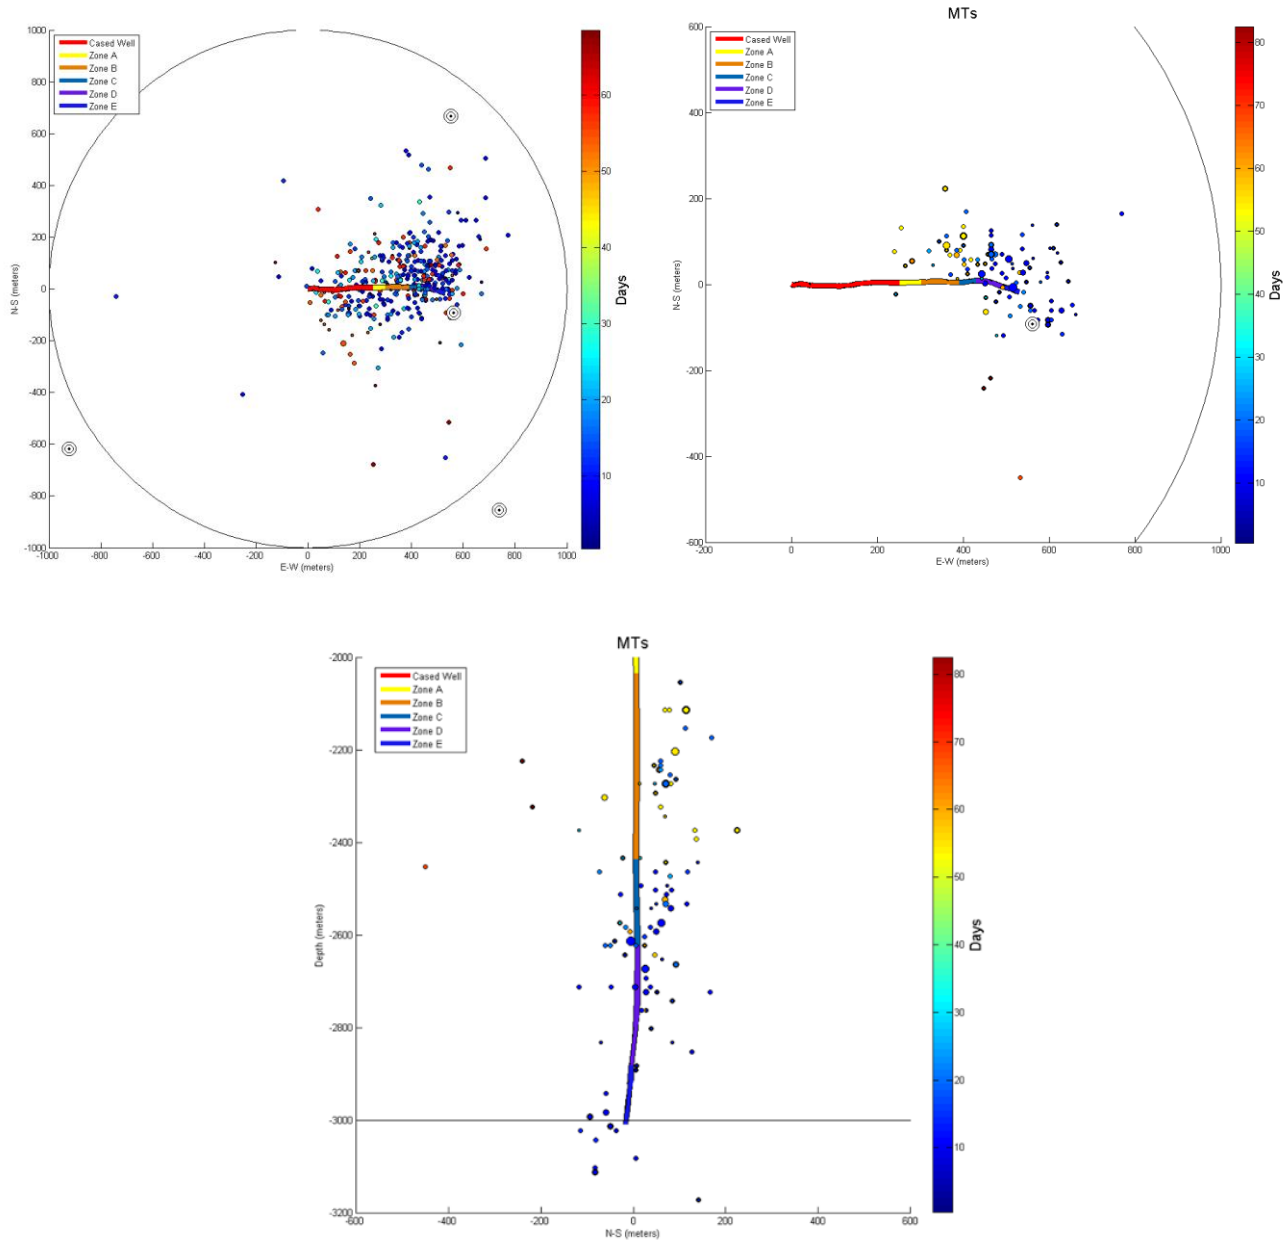 MTs
Cased Well
Zone A
Zone B
Zone C
Zone D
Zone E
1000
800
600
400
200
0
-200
-400
-600
-800
-1000
N-S (meters)
-1000 -800 -600 -400 -200 0 200 400 600 800 1000
E-W (meters)
60
50
40
30
20
10
Days
Cased Well
Zone A
Zone B
Zone C
Zone D
Zone E
600
400
200
0
-200
-400
-600
N-S (meters)
-200 0 200 400 600 800 1000
E-W (meters)
80
70
60
50
40
30
20
10
Days
MTs
Cased Well
Zone A
Zone B
Zone C
Zone D
Zone E
-2000
-2200
-2400
-2600
-2800
-3000
-3200
Depth (meters)
-600 -400 -200 0 200 400 600
N-S (meters)
80
70
60
50
40
30
20
10
Days